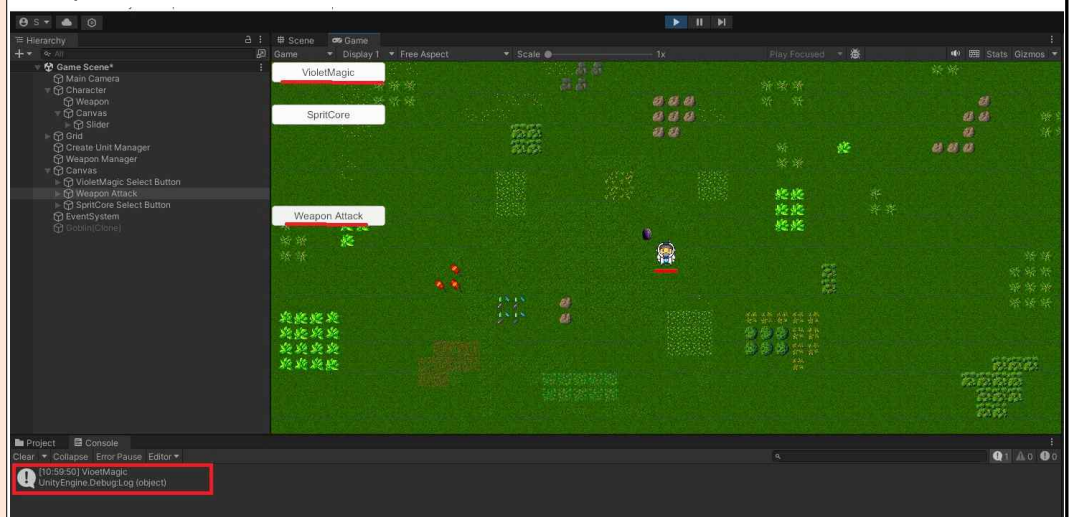 S
Hierarchy
Scene
Game
All
Game
Display 1
Free Aspect
Scale
1x
Play Focused
Stats
Gizmos
Game Scene*
Main Camera
Character
Weapon
Canvas
Slider
Grid
Create Unit Manager
Weapon Manager
Canvas
VioletMagic Select Button
Weapon Attack
SpritCore Select Button
EventSystem
Goblin(Clone)
VioletMagic
SpritCore
Weapon Attack
Project
Console
Clear
Collapse
Error Pause
Editor
1
0
0
[10:59:50] VioetMagic
UnityEngine.Debug:Log (object)